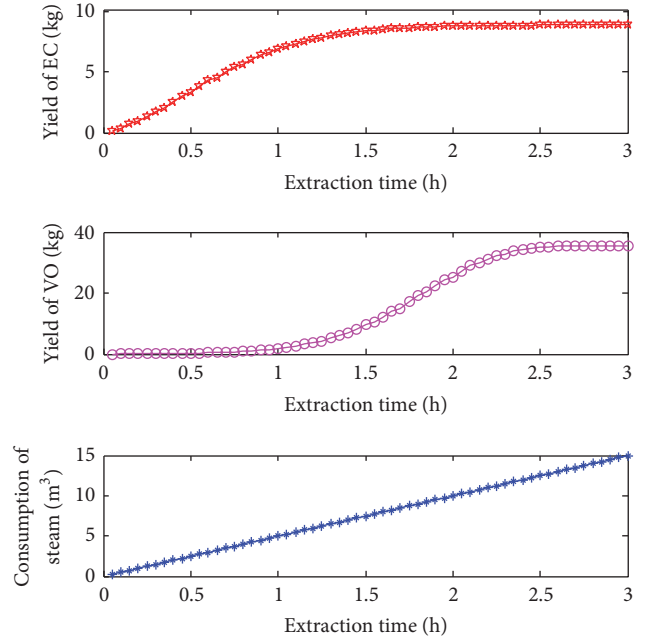 Yield of EC (kg)
10
5
0
0 0.5 1 1.5 2 2.5 3
Extraction time (h)
Yield of VO (kg)
40
20
0
0 0.5 1 1.5 2 2.5 3
Extraction time (h)
Consumption of
steam (m³)
15
10
5
0
0 0.5 1 1.5 2 2.5 3
Extraction time (h)